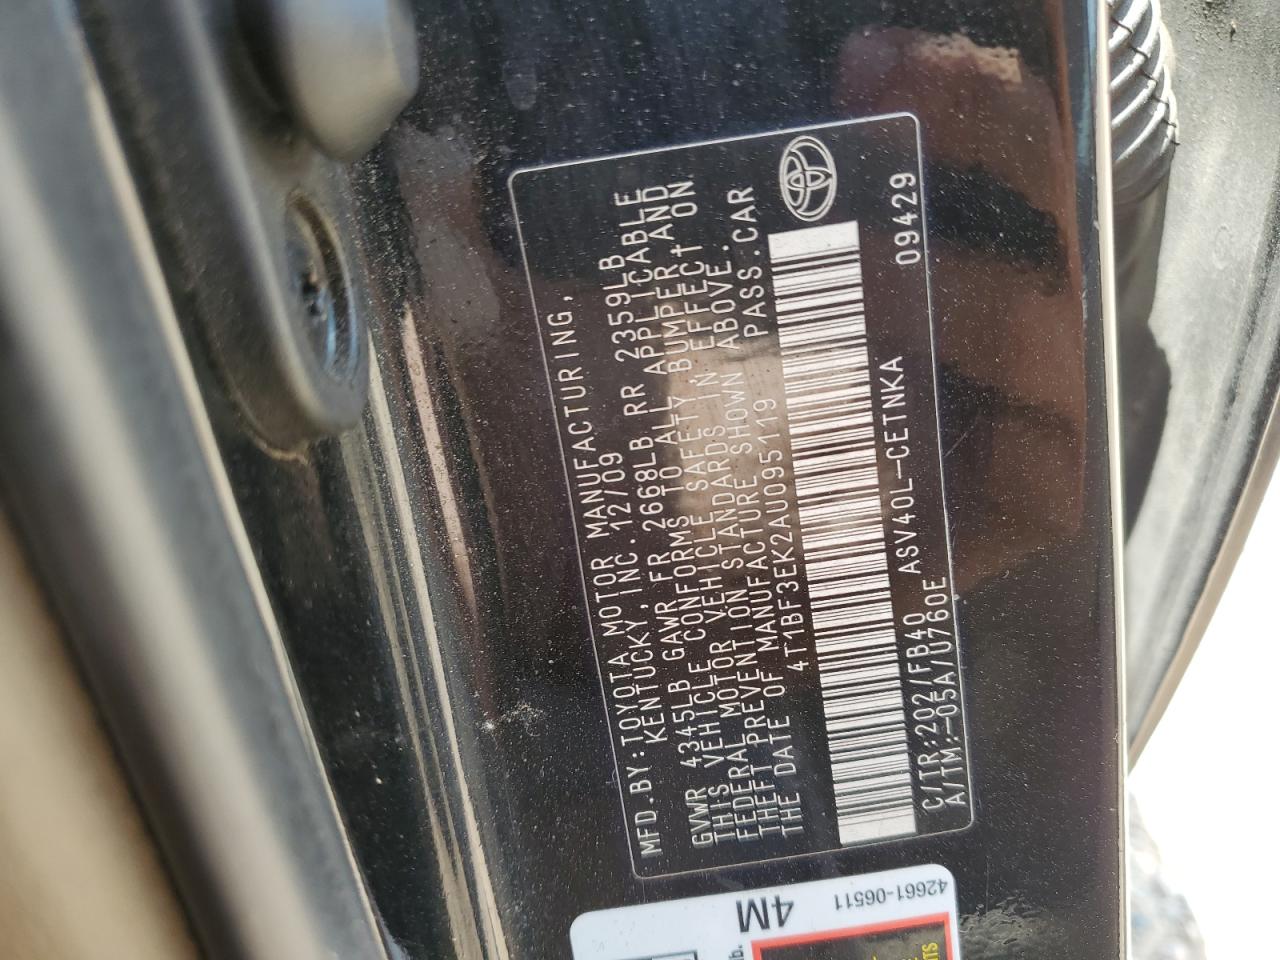 MFD.BY:TOYOTA MOTOR MANUFACTURING,
KENTUCKY, INC.12/09
GVWR 4345LB GAWR FR 2668LB RR 2359LB
THIS VEHICLE CONFORMS TO ALL APPLICABLE
FEDERAL MOTOR VEHICLE SAFETY, BUMPER, AND
THEFT PREVENTION STANDARDS IN EFFECT ON
THE DATE OF MANUFACTURE SHOWN ABOVE.
4T1BF3EK2AU095119 PASS.CAR
C/TR:202/FB40 ASV40L-CETNKA 09429
A/TM:-05A/U760E
4M
42661-06511
lb.